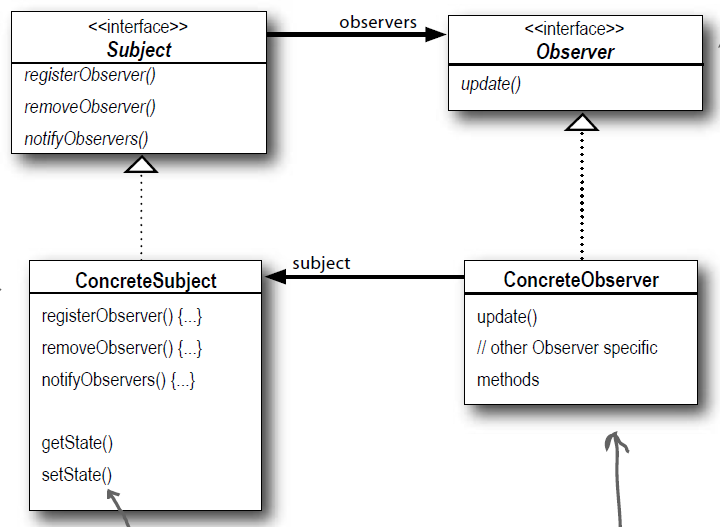 <<interface>>
Subject
registerObserver()
removeObserver()
notifyObservers()
observers
<<interface>>
Observer
update()
ConcreteSubject
registerObserver() {...}
removeObserver() {...}
notifyObservers() {...}
getState()
setState()
subject
ConcreteObserver
update()
// other Observer specific
methods